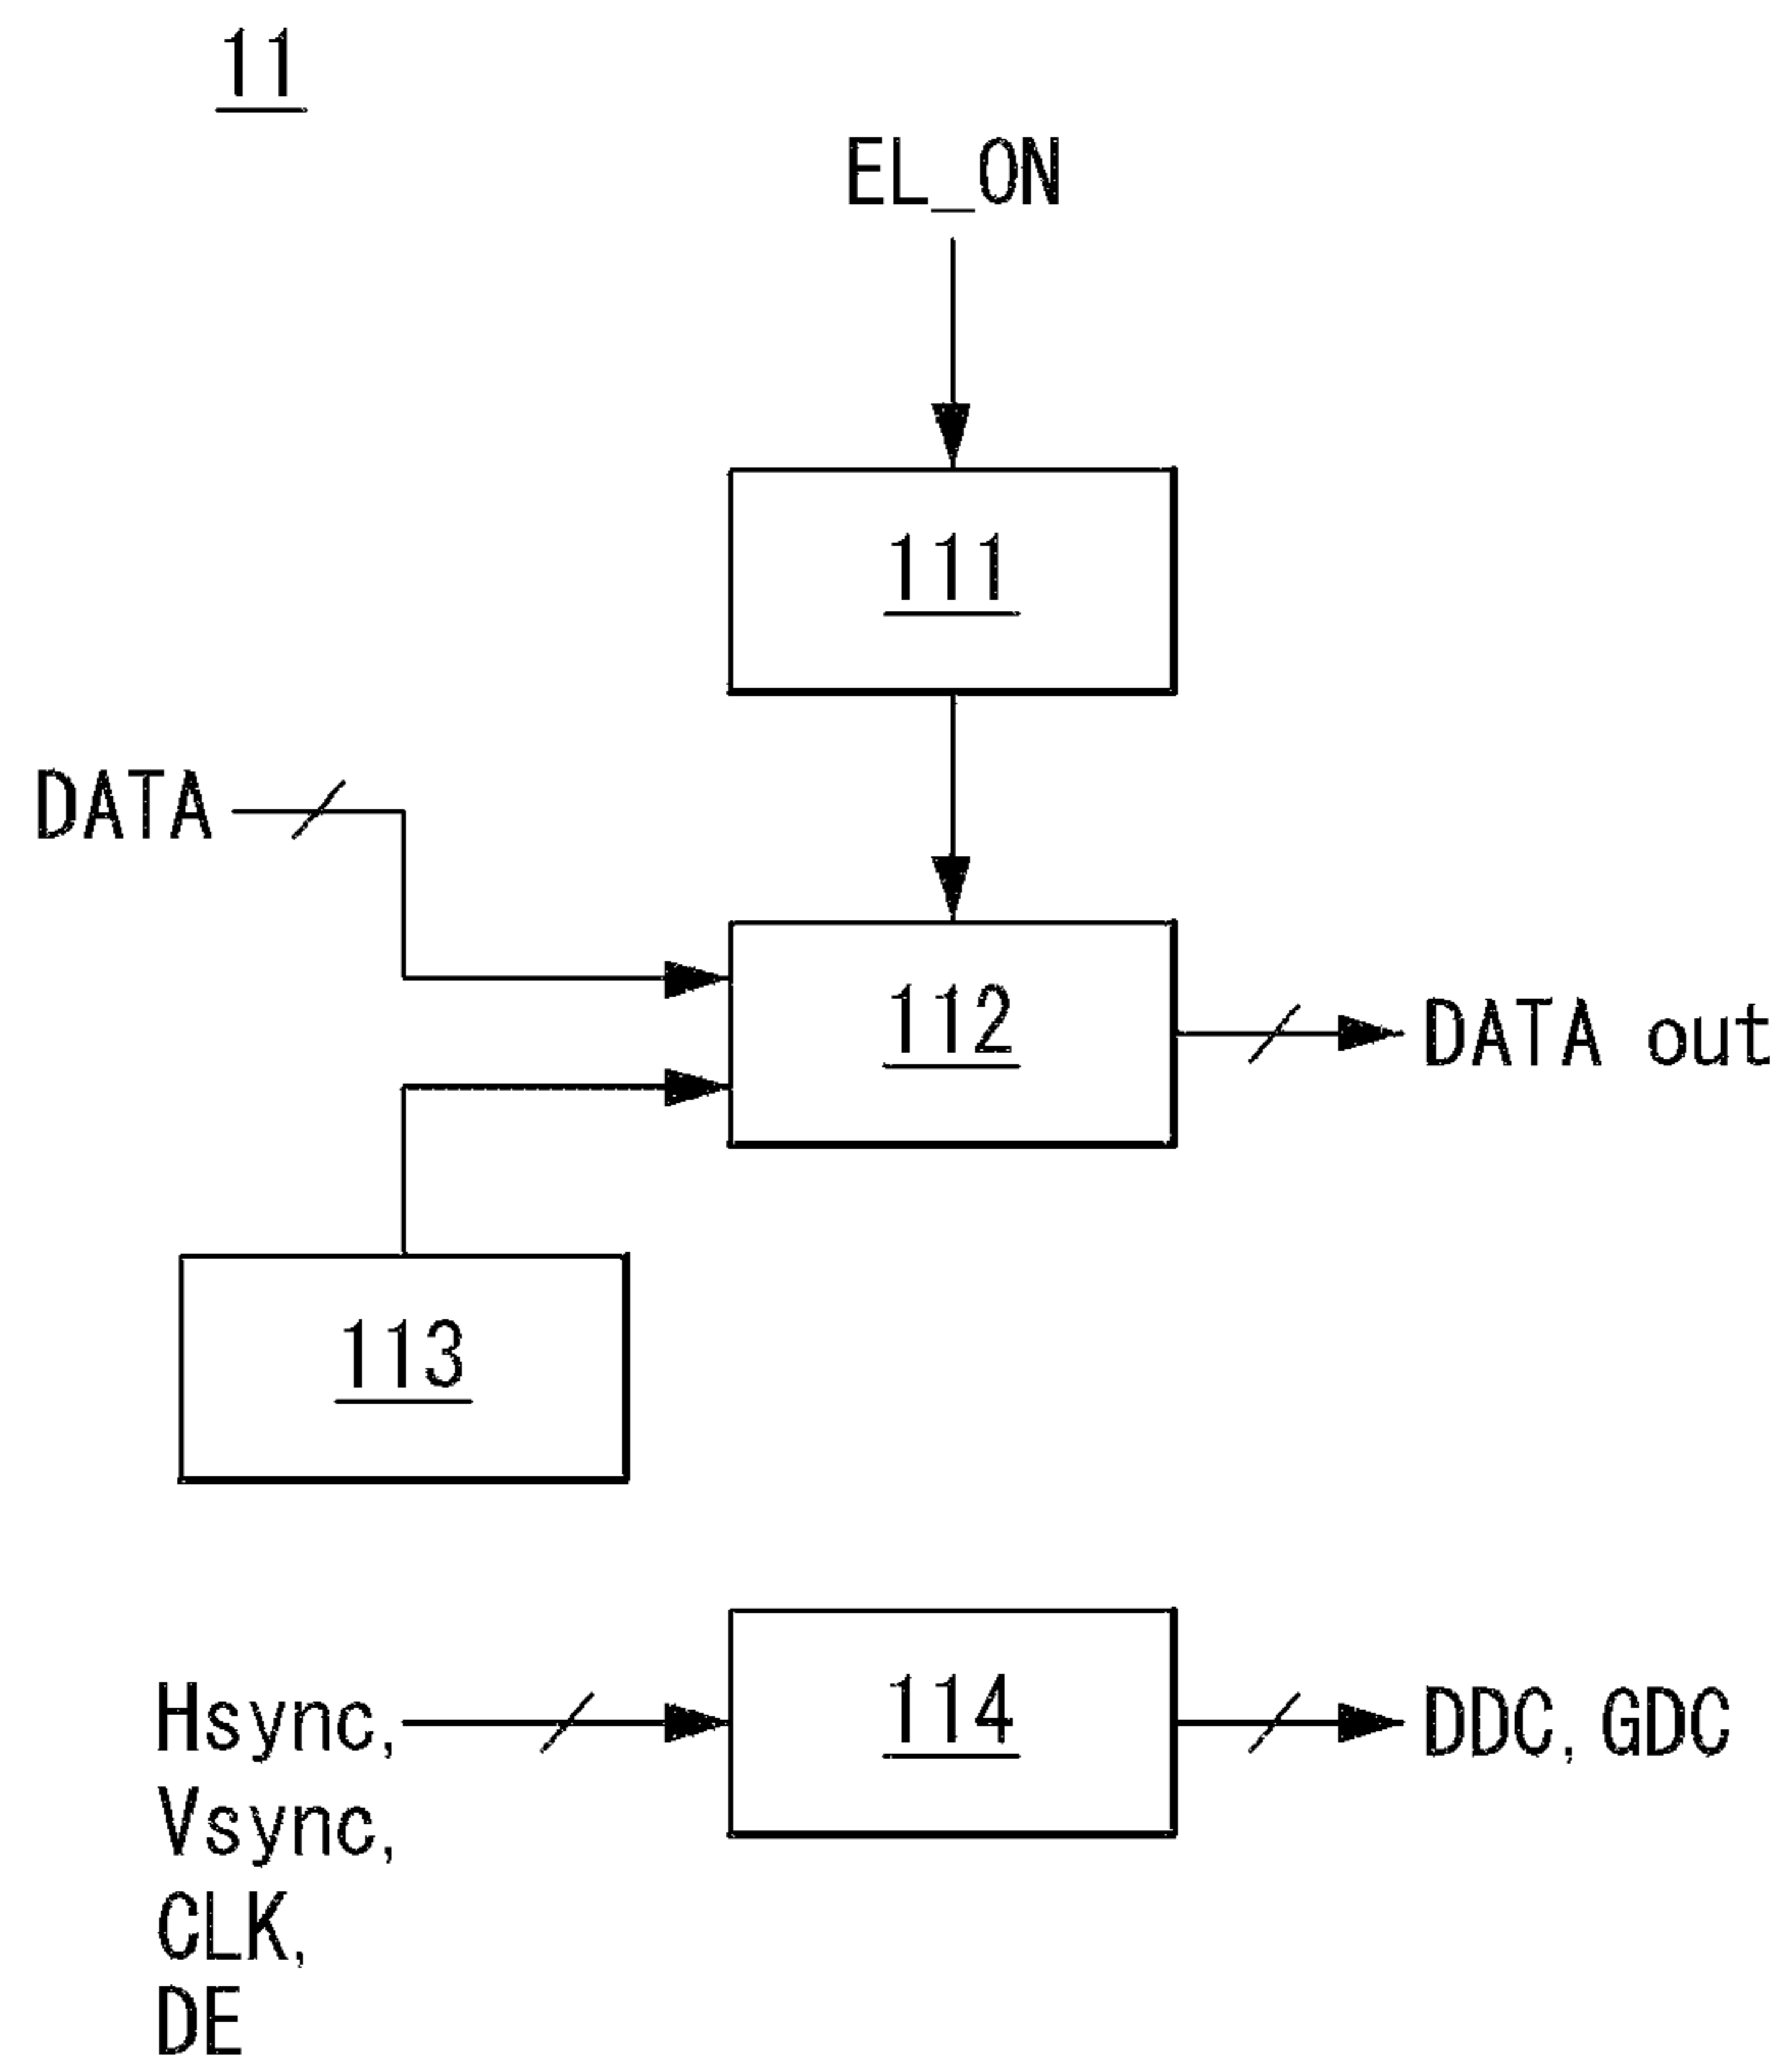 11
EL_ON
111
DATA
112
DATA out
113
114
Hsync,
Vsync,
CLK,
DE
DDC, GDC